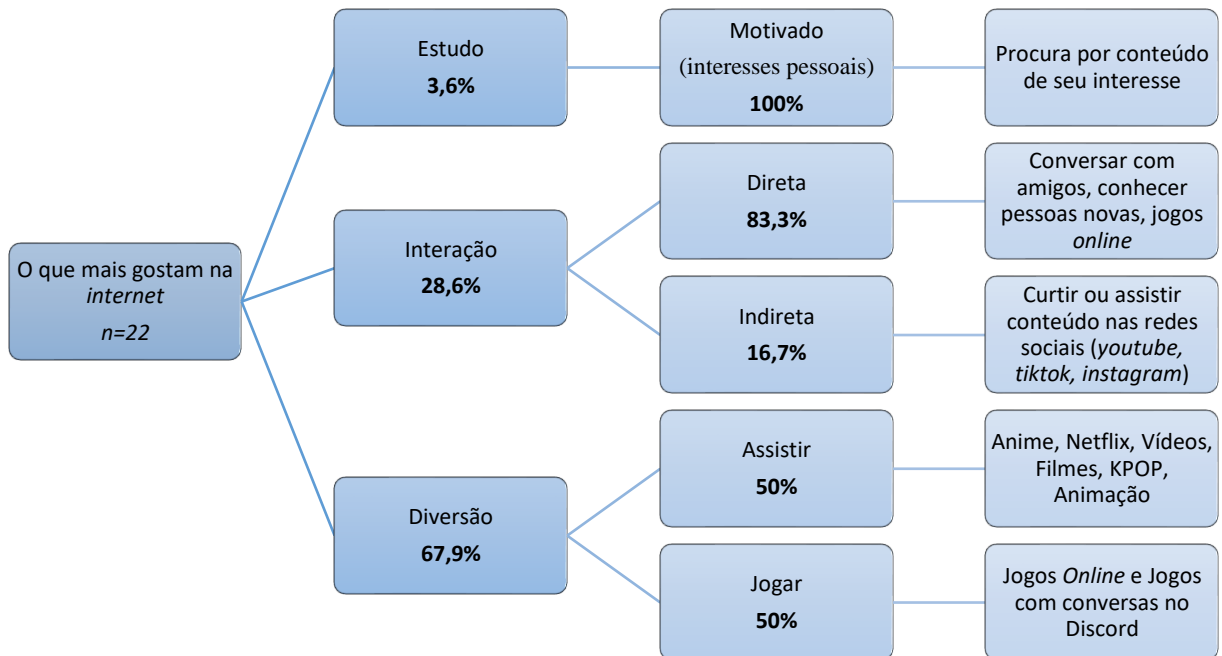 O que mais gostam na
internet
n=22
Estudo
3,6%
Motivado
(interesses pessoais)
100%
Procura por conteúdo
de seu interesse
Interação
28,6%
Direta
83,3%
Conversar com
amigos, conhecer
pessoas novas, jogos
online
Indireta
16,7%
Curtir ou assistir
conteúdo nas redes
sociais (youtube,
tiktok, instagram)
Diversão
67,9%
Assistir
50%
Anime, Netflix, Vídeos,
Filmes, KPOP,
Animação
Jogar
50%
Jogos Online e Jogos
com conversas no
Discord